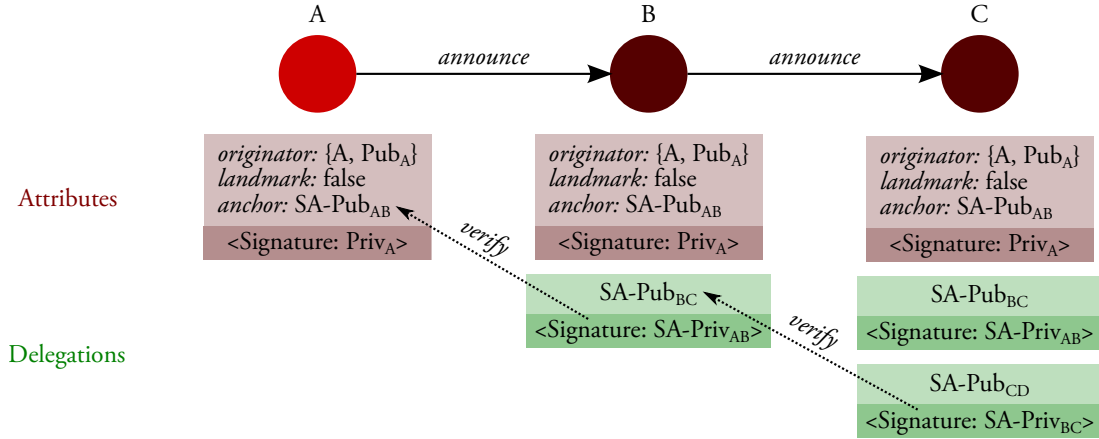 A
B
C
announce
announce
Attributes
originator: {A, PubA}
landmark: false
anchor: SA-PubAB
<Signature: PrivA>
originator: {A, PubA}
landmark: false
anchor: SA-PubAB
<Signature: PrivA>
originator: {A, PubA}
landmark: false
anchor: SA-PubAB
<Signature: PrivA>
verify
verify
Delegations
SA-PubBC
<Signature: SA-PrivAB>
SA-PubBC
<Signature: SA-PrivAB>
SA-PubCD
<Signature: SA-PrivBC>